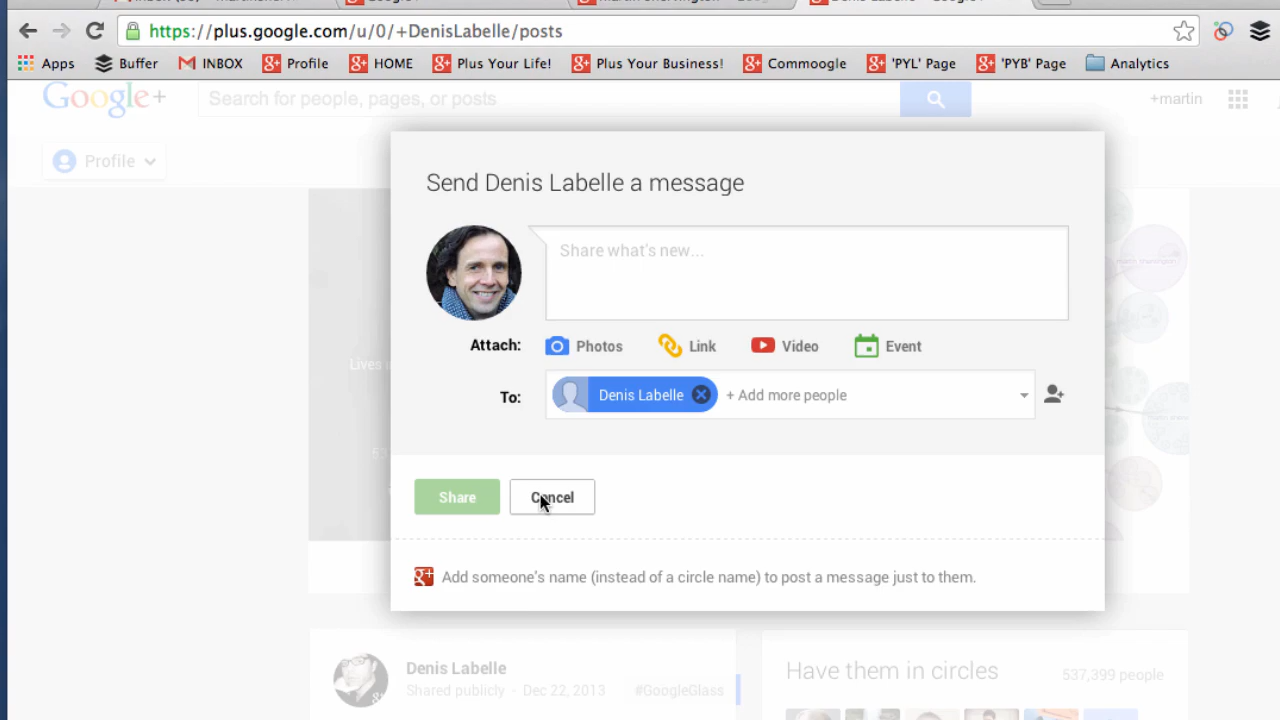 https://plus.google.com/u/0/+DenisLabelle/posts
Apps Buffer INBOX Profile HOME Plus Your Life! Plus Your Business! Commoogle 'PYL' Page 'PYB' Page Analytics
Google+ Search for people, pages, or posts +martin
Profile
Send Denis Labelle a message
Share what's new...
Lives
Attach: Photos Link Video Event
To: Denis Labelle + Add more people
Share Cancel
g+ Add someone's name (instead of a circle name) to post a message just to them.
Denis Labelle
Shared publicly - Dec 22, 2013 #GoogleGlass
Have them in circles 537,399 people